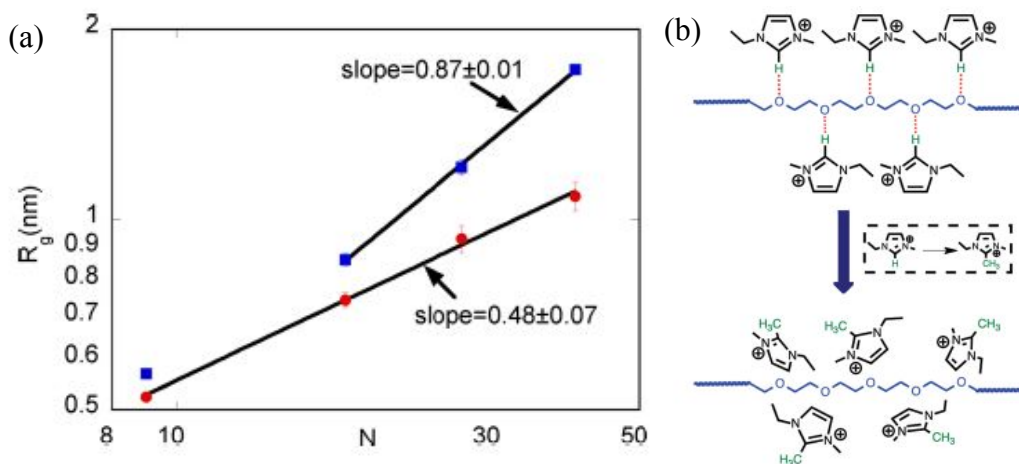 (a)
2
1
0.9
0.8
0.7
0.6
0.5
R_g(nm)
slope=0.87±0.01
slope=0.48±0.07
8 10 N 30 50
(b)
N ⊕ N N ⊕ N N ⊕ N
H H H
O O O O O
H H
N N N N
⊕ ⊕
N ⊕ N N N
H CH₃ ⊕
H₃C H₃C CH₃
N N N N N N
⊕ ⊕ ⊕
O O O O O
N N N N
⊕ ⊕
H₃C CH₃